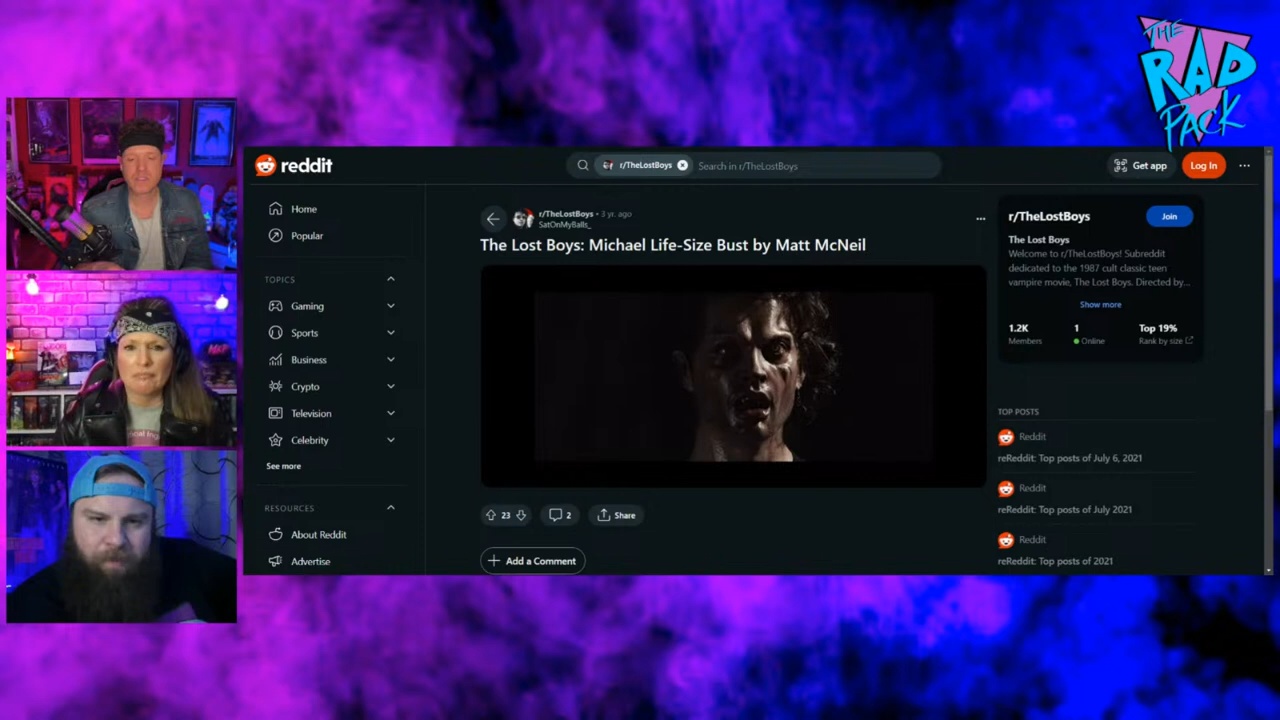 THE
RAD
PACK
reddit
r/TheLostBoys
Search in r/TheLostBoys
Get app
Log In
Home
Popular
TOPICS
Gaming
Sports
Business
Crypto
Television
Celebrity
See more
RESOURCES
About Reddit
Advertise
r/TheLostBoys • 3 yr. ago
SatOnMyBalls_
The Lost Boys: Michael Life-Size Bust by Matt McNeil
23
2
Share
Add a Comment
r/TheLostBoys
Join
The Lost Boys
Welcome to r/TheLostBoys! Subreddit
dedicated to the 1987 cult classic teen
vampire movie, The Lost Boys. Directed by...
Show more
1.2K
Members
1
Online
Top 19%
Rank by size
TOP POSTS
Reddit
reReddit: Top posts of July 6, 2021
Reddit
reReddit: Top posts of July 2021
Reddit
reReddit: Top posts of 2021